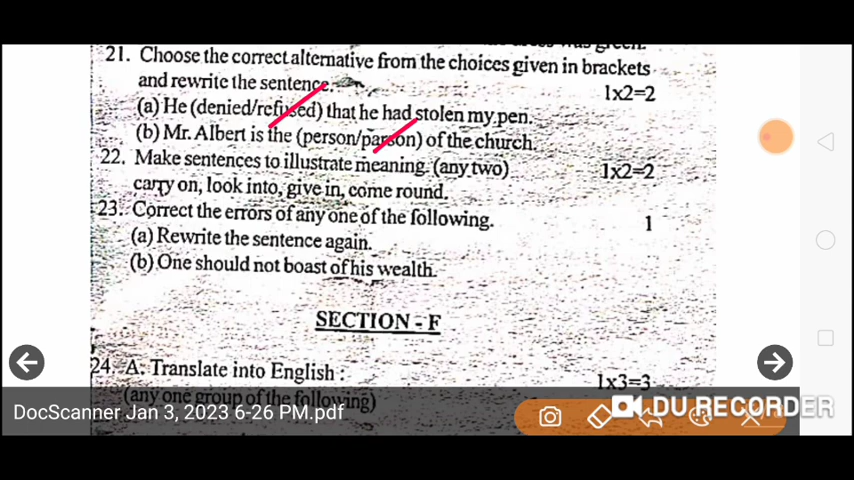 21. Choose the correct alternative from the choices given in brackets
and rewrite the sentence.
1x2=2
(a) He (denied/refused) that he had stolen my pen.
(b) Mr. Albert is the (person/parson) of the church.
22. Make sentences to illustrate meaning. (any two)
1x2=2
carry on, look into, give in, come round.
23. Correct the errors of any one of the following.
1
(a) Rewrite the sentence again.
(b) One should not boast of his wealth.
SECTION - F
24. A. Translate into English :
1x3=3
(any one group of the following)
DocScanner Jan 3, 2023 6-26 PM.pdf
DU RECORDER